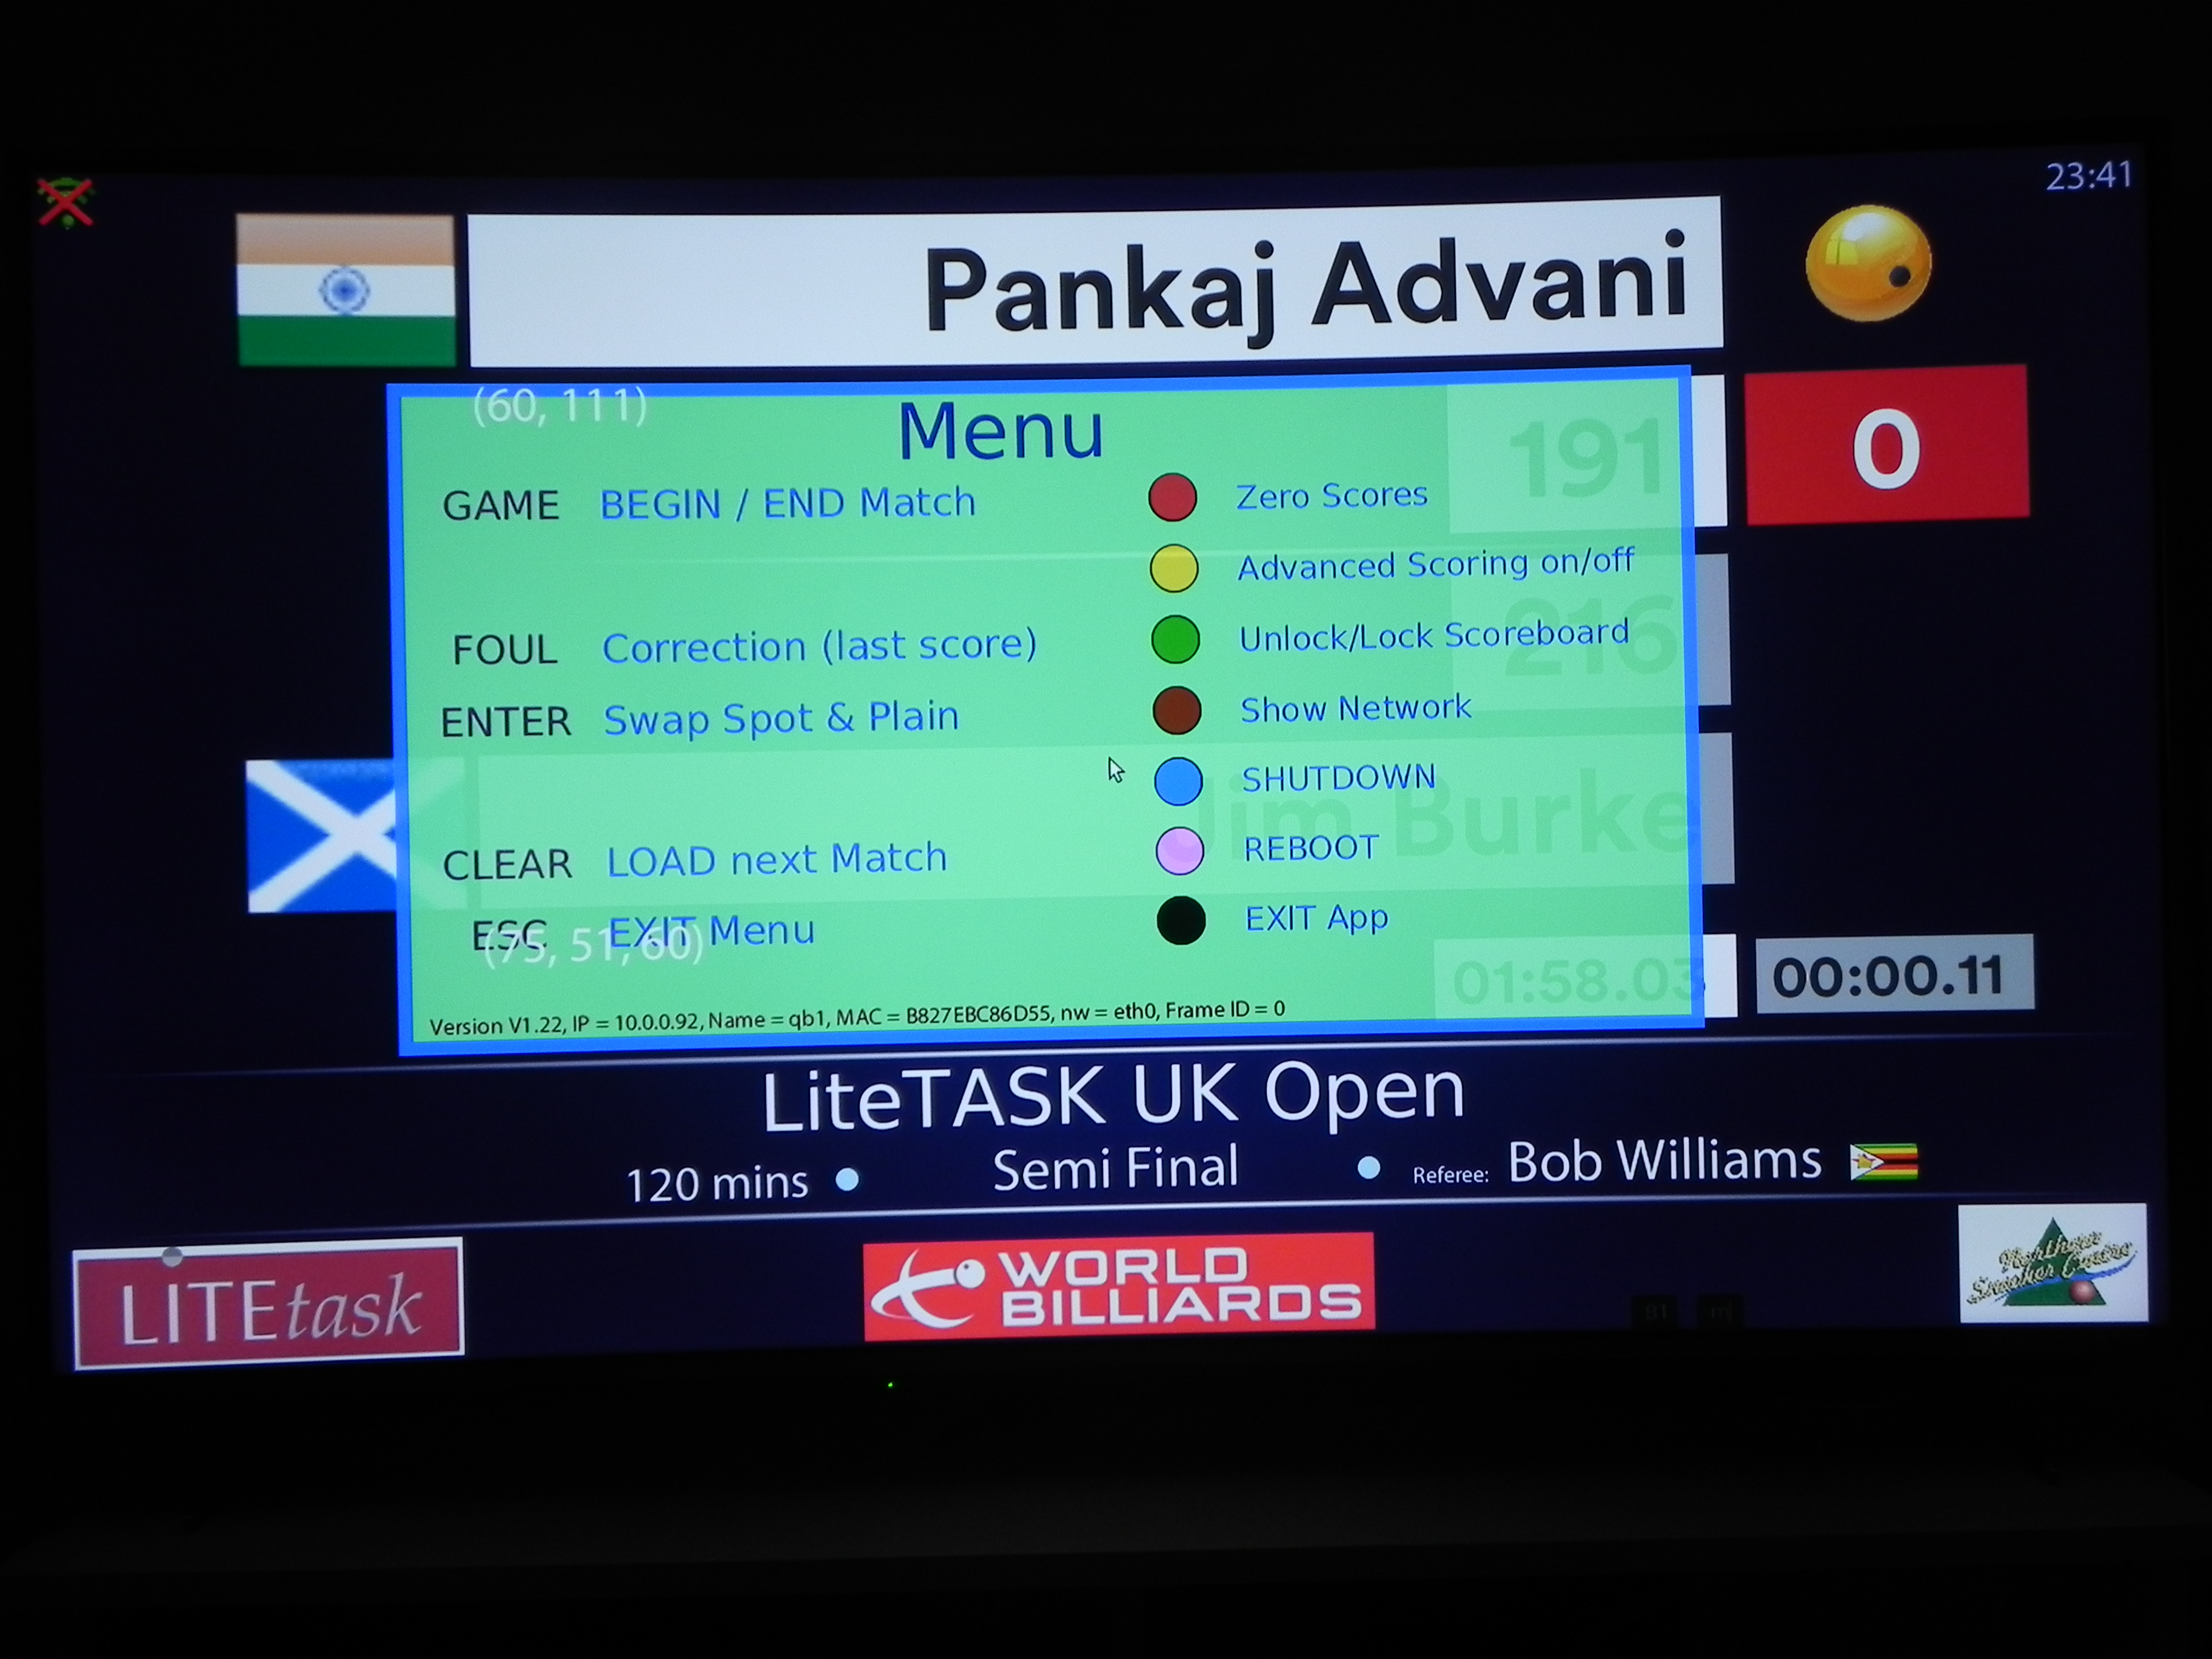 23:41
Pankaj Advani
(60, 111)
Menu
191
0
GAME BEGIN / END Match
Zero Scores
Advanced Scoring on/off
FOUL Correction (last score)
Unlock/Lock Scoreboard
216
ENTER Swap Spot & Plain
Show Network
SHUTDOWN
Jim Burke
CLEAR LOAD next Match
REBOOT
ESC EXIT Menu
EXIT App
(75, 51, 60)
01:58.03
00:00.11
Version V1.22, IP = 10.0.0.92, Name = qb1, MAC = B827EBC86D55, nw = eth0, Frame ID = 0
LiteTASK UK Open
120 mins
Semi Final
Referee: Bob Williams
LITEtask
WORLD
BILLIARDS
Northern
Snooker Centre